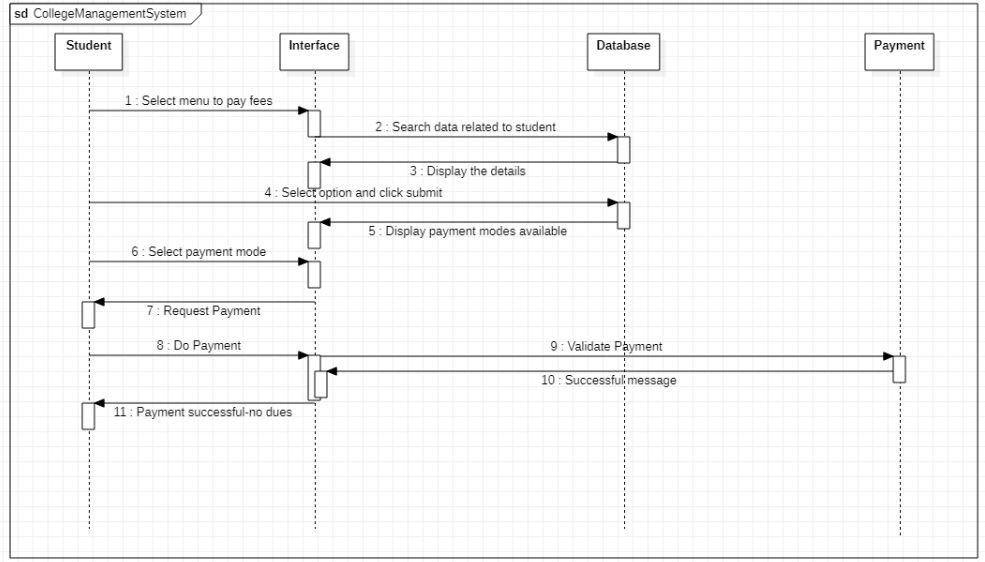 sd CollegeManagementSystem
Student
Interface
Database
Payment
1 : Select menu to pay fees
2 : Search data related to student
3 : Display the details
4 : Select option and click submit
5 : Display payment modes available
6 : Select payment mode
7 : Request Payment
8 : Do Payment
9 : Validate Payment
10 : Successful message
11 : Payment successful-no dues